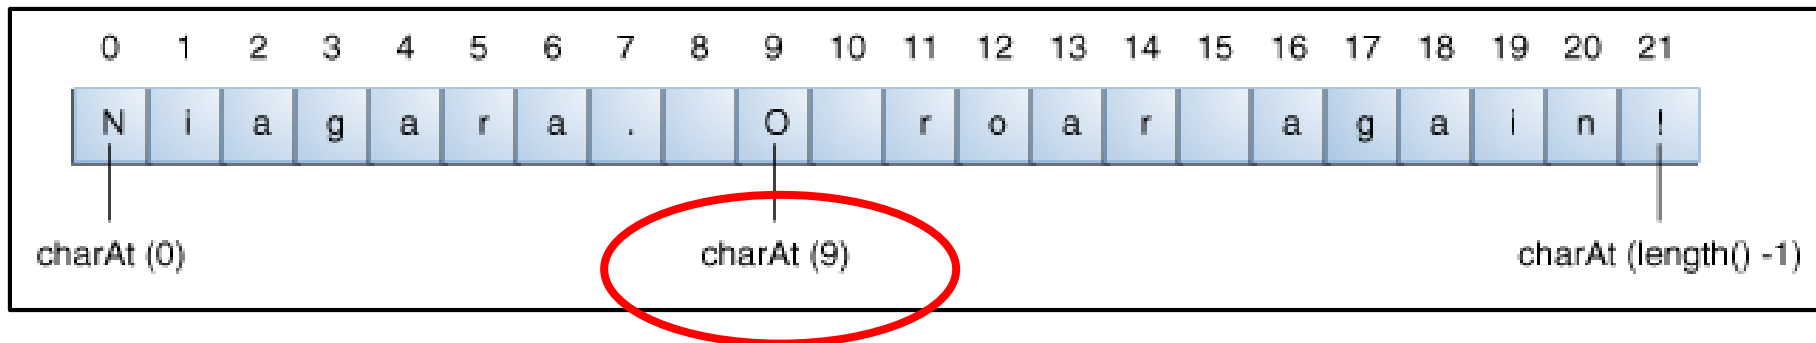 0 1 2 3 4 5 6 7 8 9 10 11 12 13 14 15 16 17 18 19 20 21
N i a g a r a . O r o a r a g a i n !
charAt (0) charAt (9) charAt (length() -1)